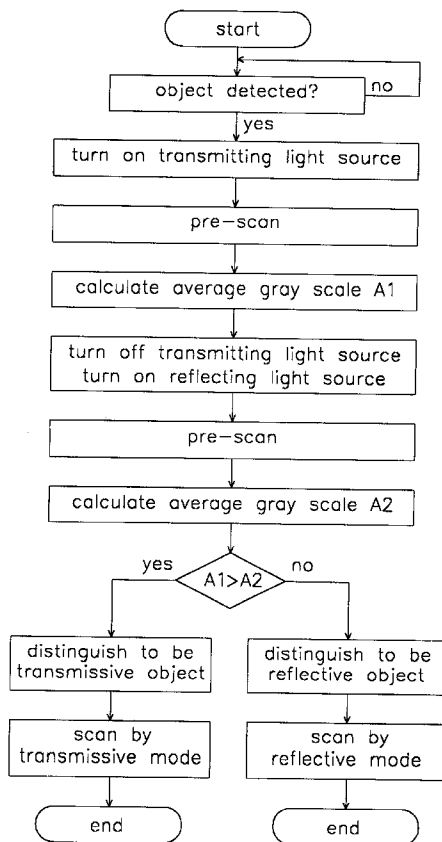 start
object detected?
no
yes
turn on transmitting light source
pre-scan
calculate average gray scale A1
turn off transmitting light source
turn on reflecting light source
pre-scan
calculate average gray scale A2
yes
no
A1>A2
distinguish to be
transmissive object
distinguish to be
reflective object
scan by
transmissive mode
scan by
reflective mode
end
end